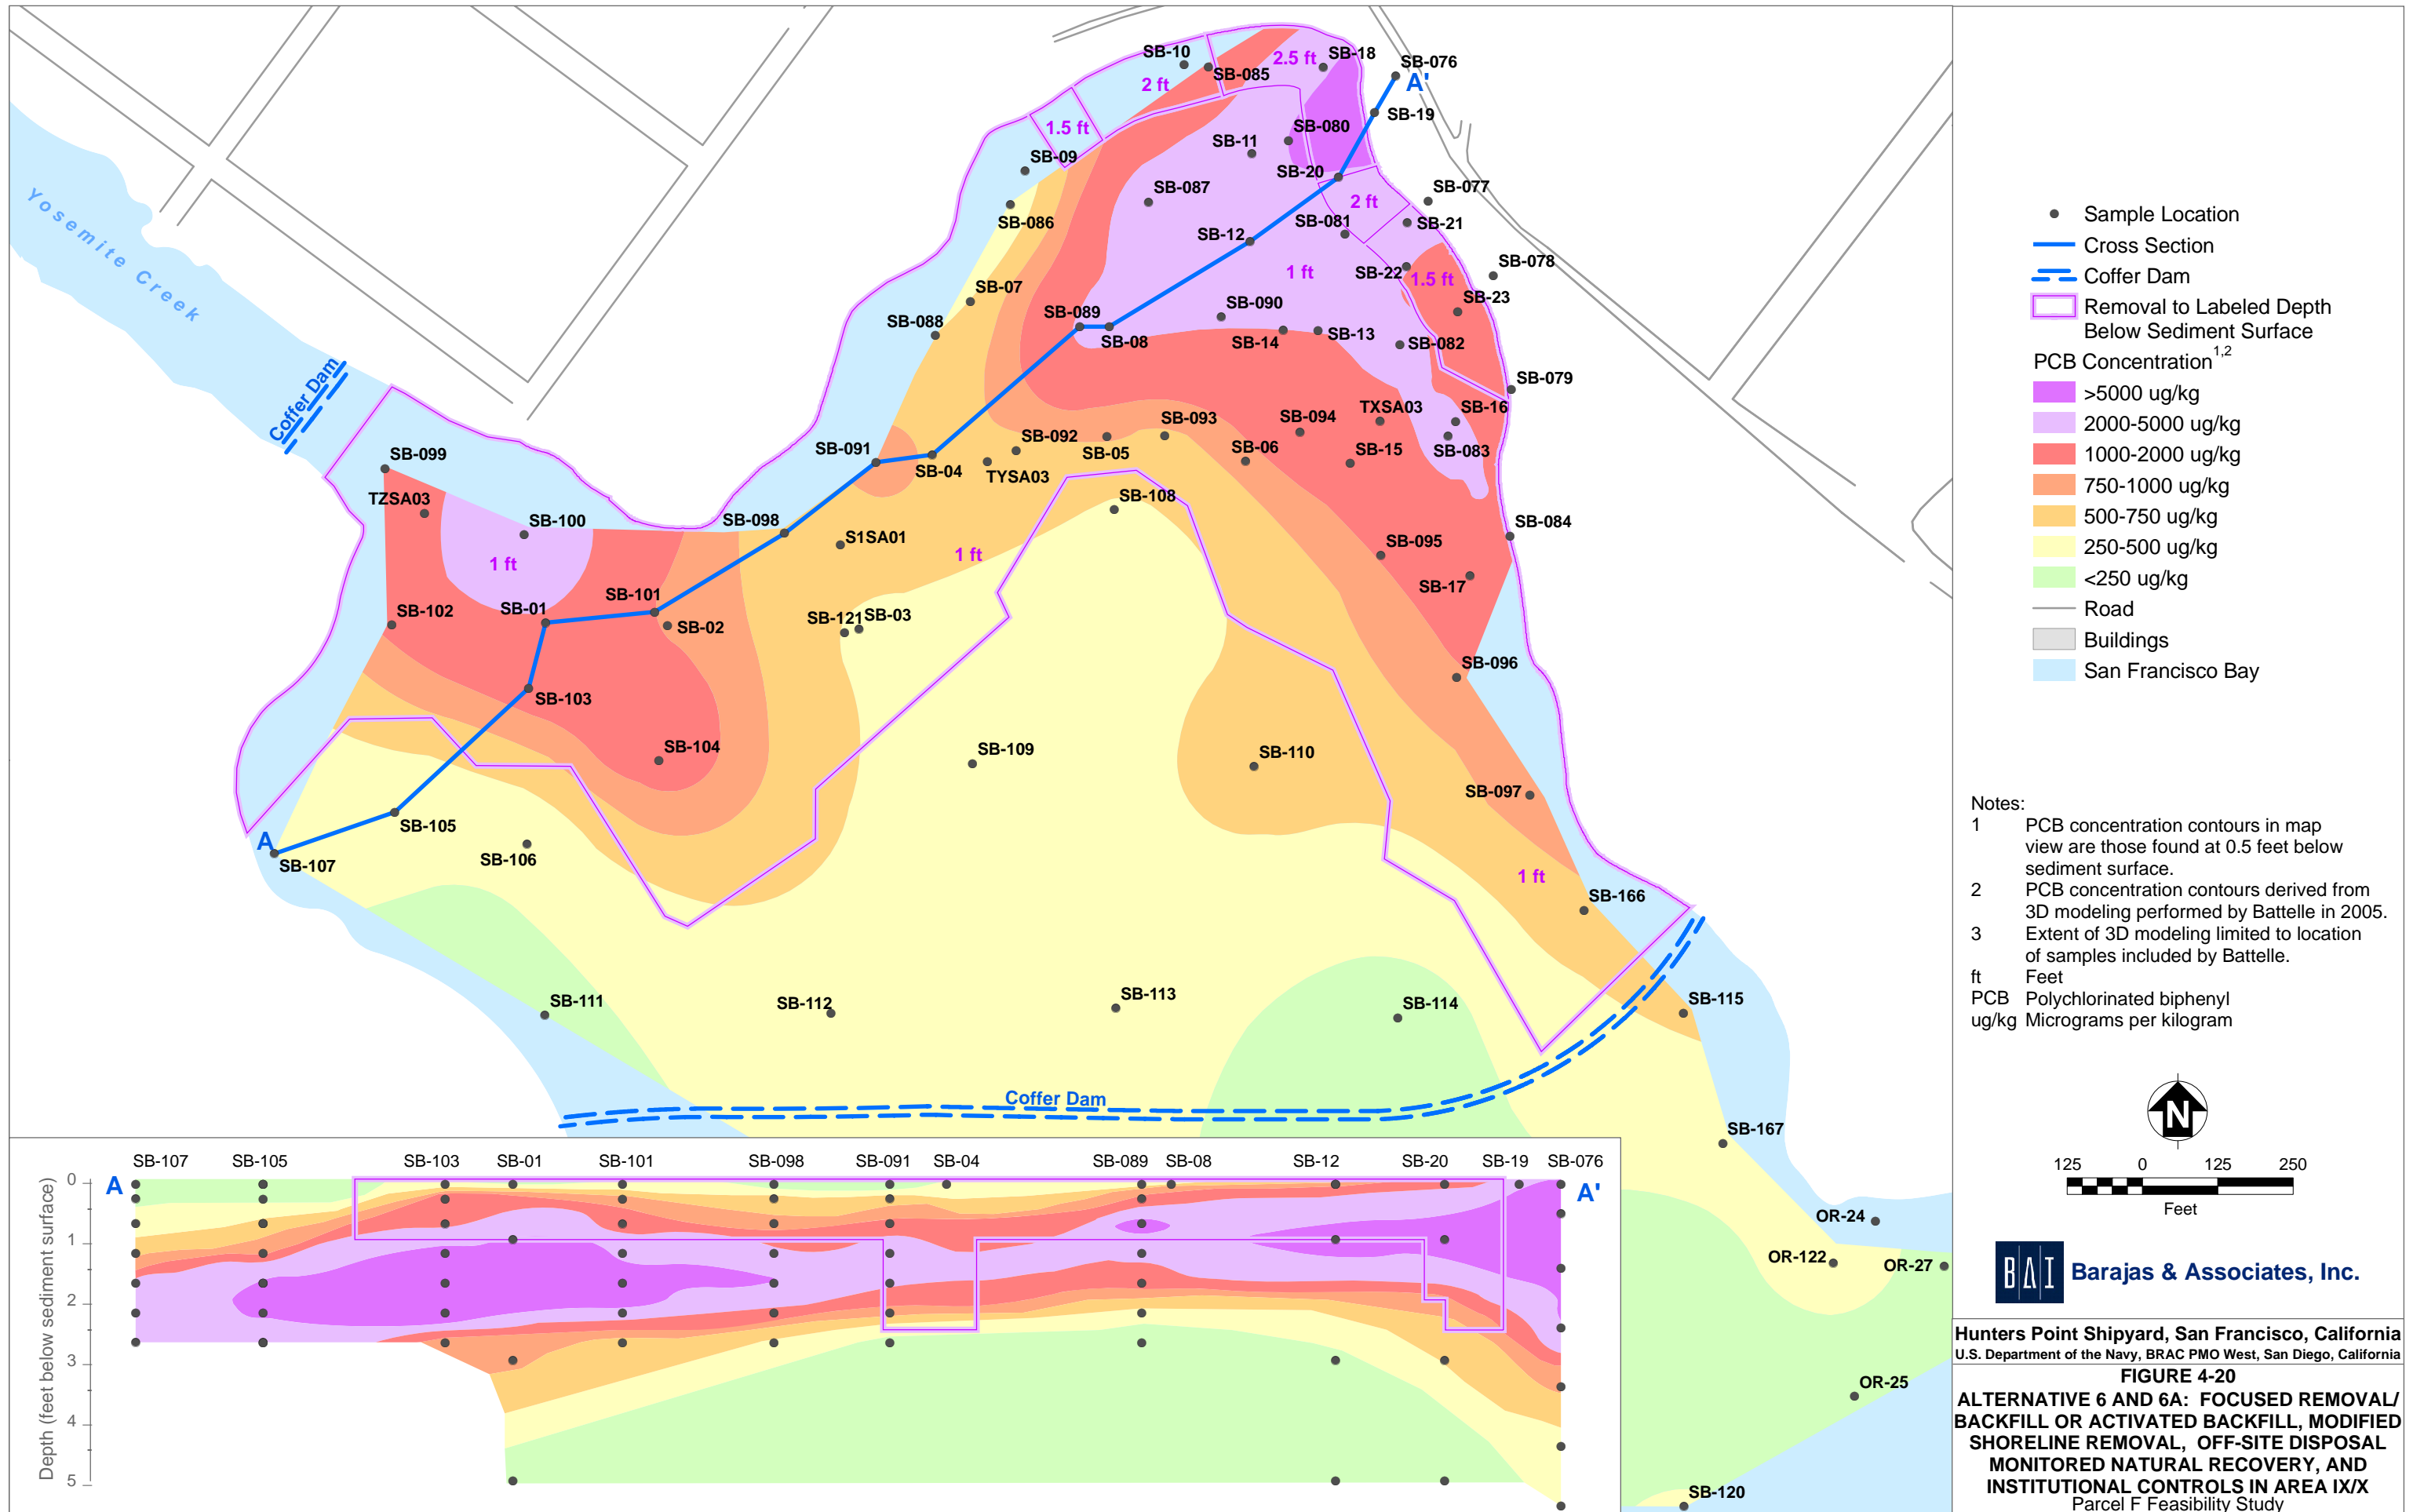 SB-10
SB-085
2.5 ft
SB-18
SB-076
A'
2 ft
SB-19
1.5 ft
SB-080
SB-11
SB-09
SB-20
SB-087
SB-077
2 ft
SB-086
SB-081
SB-21
SB-12
Yosemite Creek
1 ft
SB-22
1.5 ft
SB-078
SB-07
SB-23
SB-088
SB-089
SB-090
SB-08
SB-14
SB-13
SB-082
Coffer Dam
SB-079
SB-091
SB-04
SB-092
SB-093
SB-094
TXSA03
SB-16
SB-099
TYSA03
SB-05
SB-06
SB-15
SB-083
TZSA03
SB-108
SB-100
SB-098
S1SA01
SB-084
1 ft
1 ft
SB-095
SB-17
SB-102
SB-01
SB-101
SB-02
SB-121
SB-03
SB-096
SB-103
SB-104
SB-109
SB-110
SB-097
SB-105
A
SB-107
SB-106
1 ft
SB-166
SB-111
SB-112
SB-113
SB-114
SB-115
Coffer Dam
SB-167
OR-24
OR-122
OR-27
OR-25
SB-120
SB-107
SB-105
SB-103
SB-01
SB-101
SB-098
SB-091
SB-04
SB-089
SB-08
SB-12
SB-20
SB-19
SB-076
A
A'
Depth (feet below sediment surface)
0
1
2
3
4
5
Sample Location
Cross Section
Coffer Dam
Removal to Labeled Depth
Below Sediment Surface
PCB Concentration1,2
>5000 ug/kg
2000-5000 ug/kg
1000-2000 ug/kg
750-1000 ug/kg
500-750 ug/kg
250-500 ug/kg
<250 ug/kg
Road
Buildings
San Francisco Bay
Notes:
1 PCB concentration contours in map
view are those found at 0.5 feet below
sediment surface.
2 PCB concentration contours derived from
3D modeling performed by Battelle in 2005.
3 Extent of 3D modeling limited to location
of samples included by Battelle.
ft Feet
PCB Polychlorinated biphenyl
ug/kg Micrograms per kilogram
N
125 0 125 250
Feet
BAI Barajas & Associates, Inc.
Hunters Point Shipyard, San Francisco, California
U.S. Department of the Navy, BRAC PMO West, San Diego, California
FIGURE 4-20
ALTERNATIVE 6 AND 6A: FOCUSED REMOVAL/
BACKFILL OR ACTIVATED BACKFILL, MODIFIED
SHORELINE REMOVAL, OFF-SITE DISPOSAL
MONITORED NATURAL RECOVERY, AND
INSTITUTIONAL CONTROLS IN AREA IX/X
Parcel F Feasibility Study